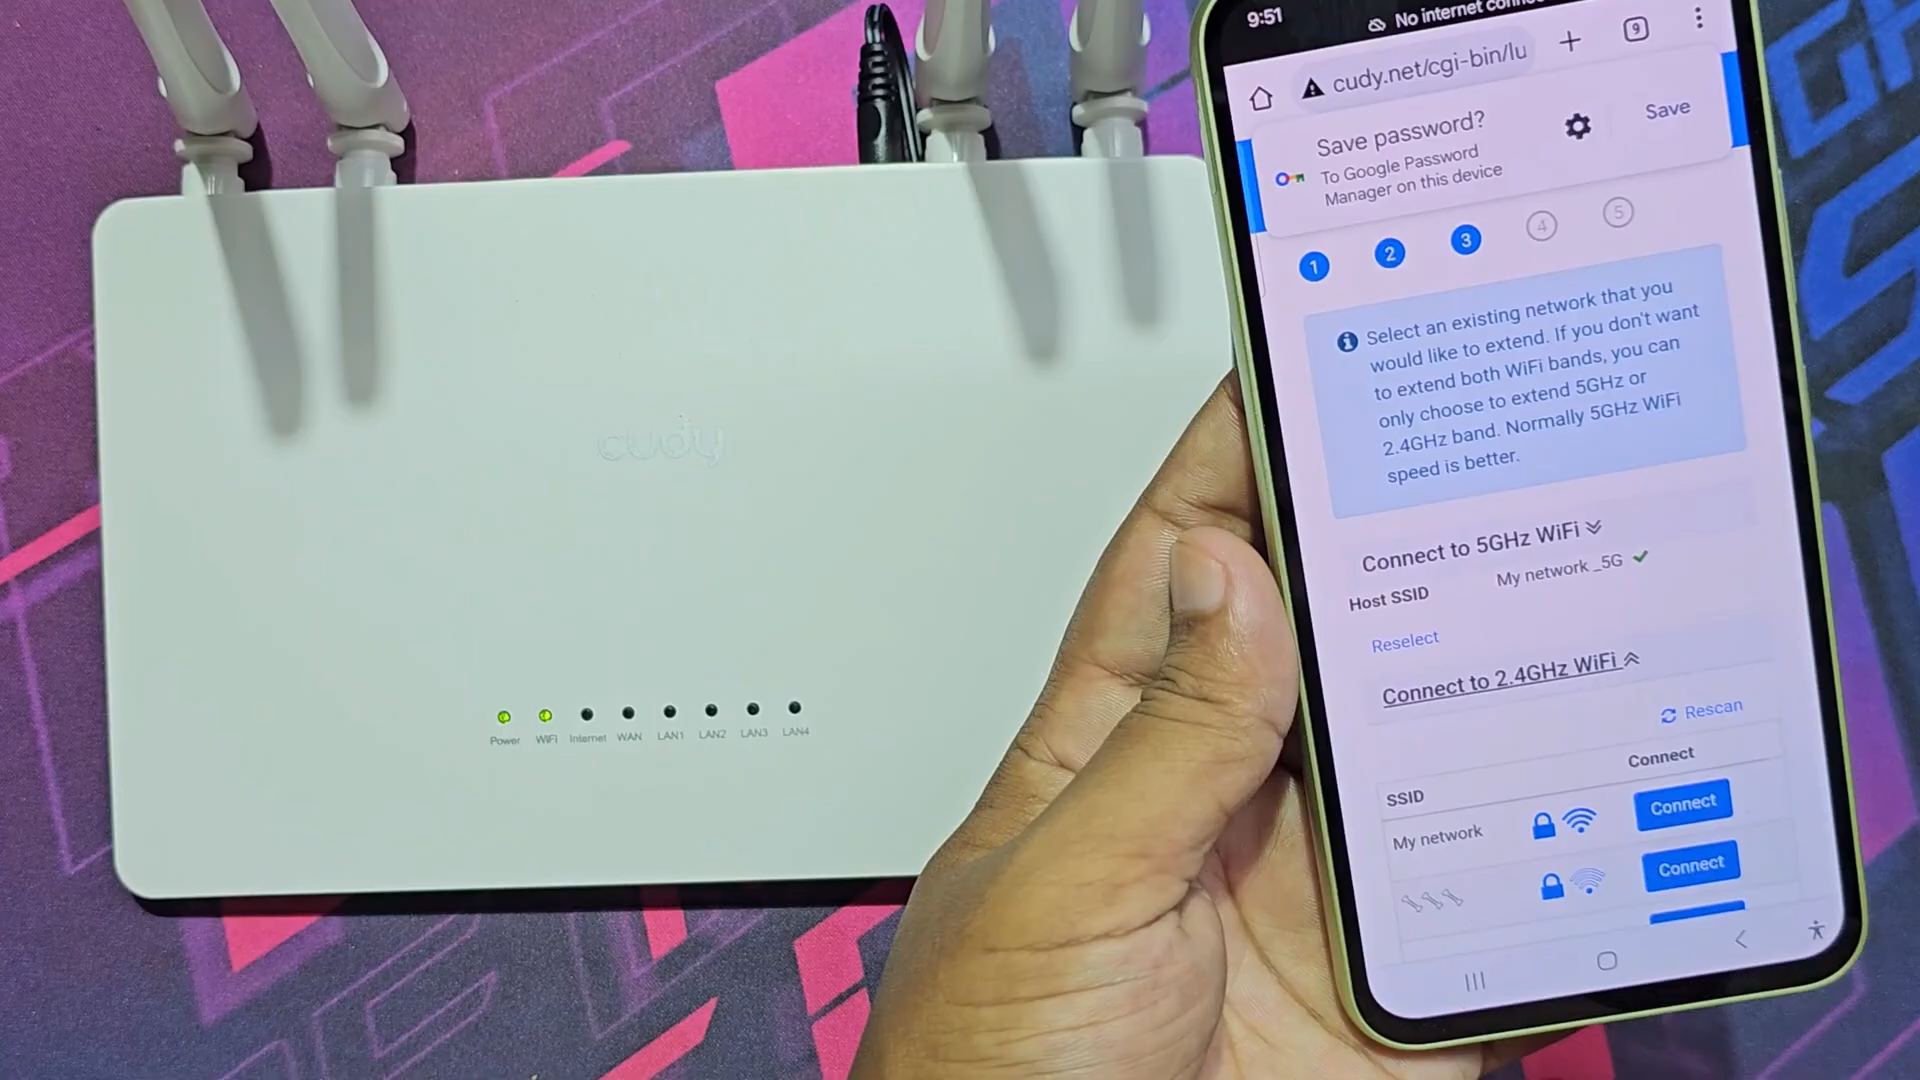 cudy
Power WiFi Internet WAN LAN1 LAN2 LAN3 LAN4
9:51
No internet
cudy.net/cgi-bin/lu
9
Save password?
Save
To Google Password
Manager on this device
1 2 3 4 5
Select an existing network that you
would like to extend. If you don't want
to extend both WiFi bands, you can
only choose to extend 5GHz or
2.4GHz band. Normally 5GHz WiFi
speed is better.
Connect to 5GHz WiFi
Host SSID My network _5G
Reselect
Connect to 2.4GHz WiFi
Rescan
SSID Connect
My network Connect
Connect